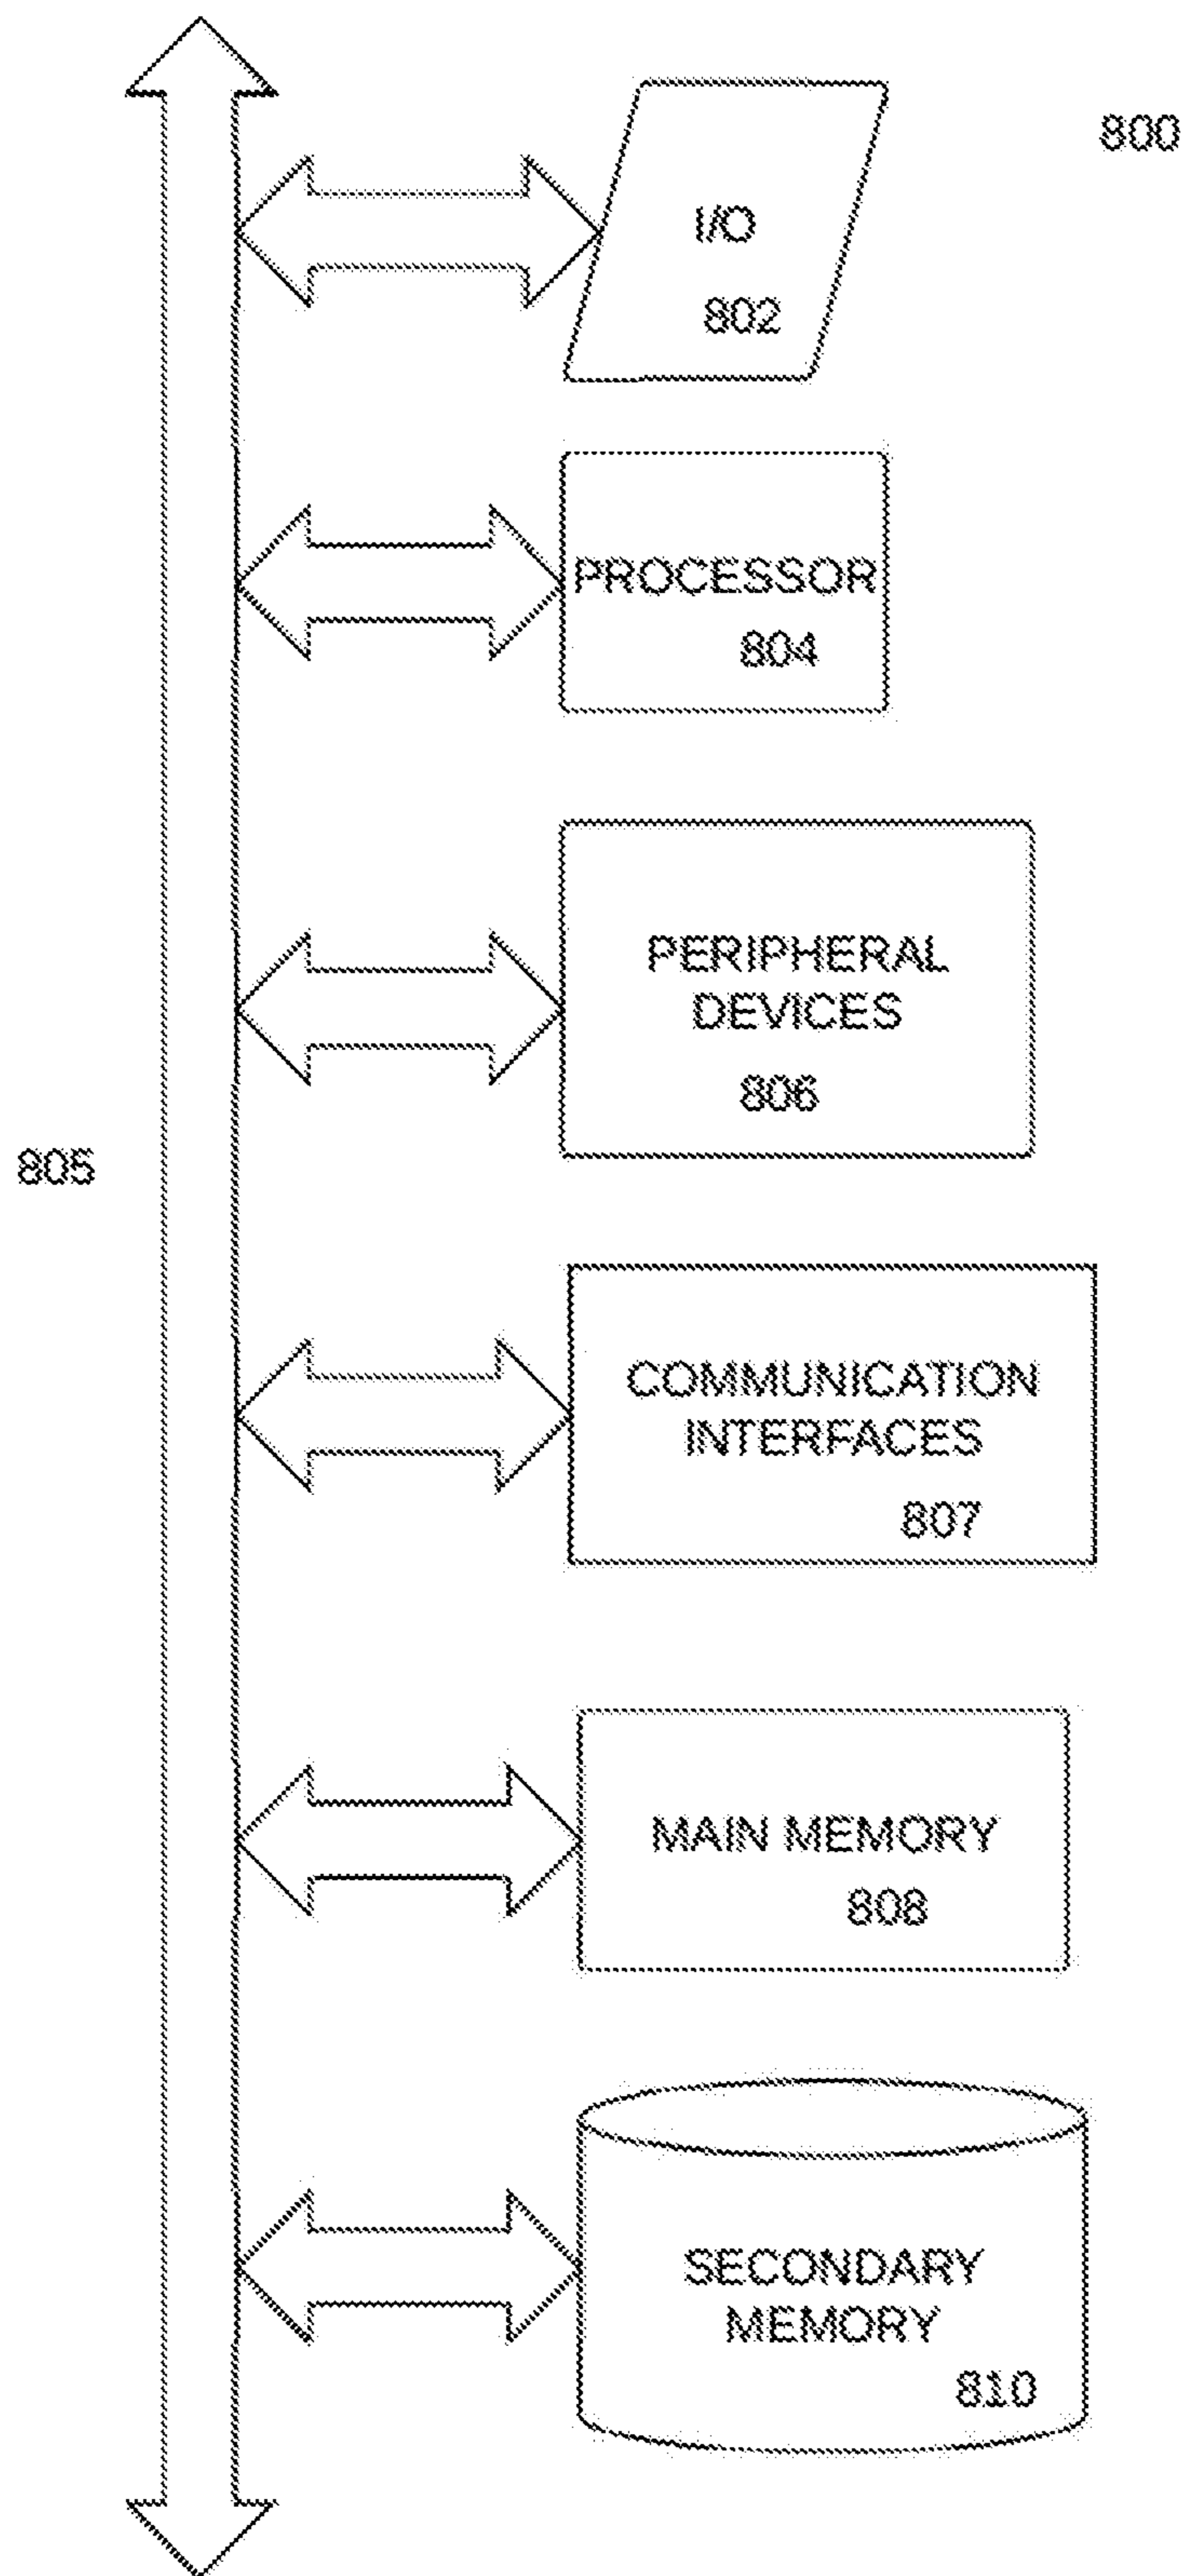 800
I/O
802
PROCESSOR
804
PERIPHERAL
DEVICES
806
805
COMMUNICATION
INTERFACES
807
MAIN MEMORY
808
SECONDARY
MEMORY
810